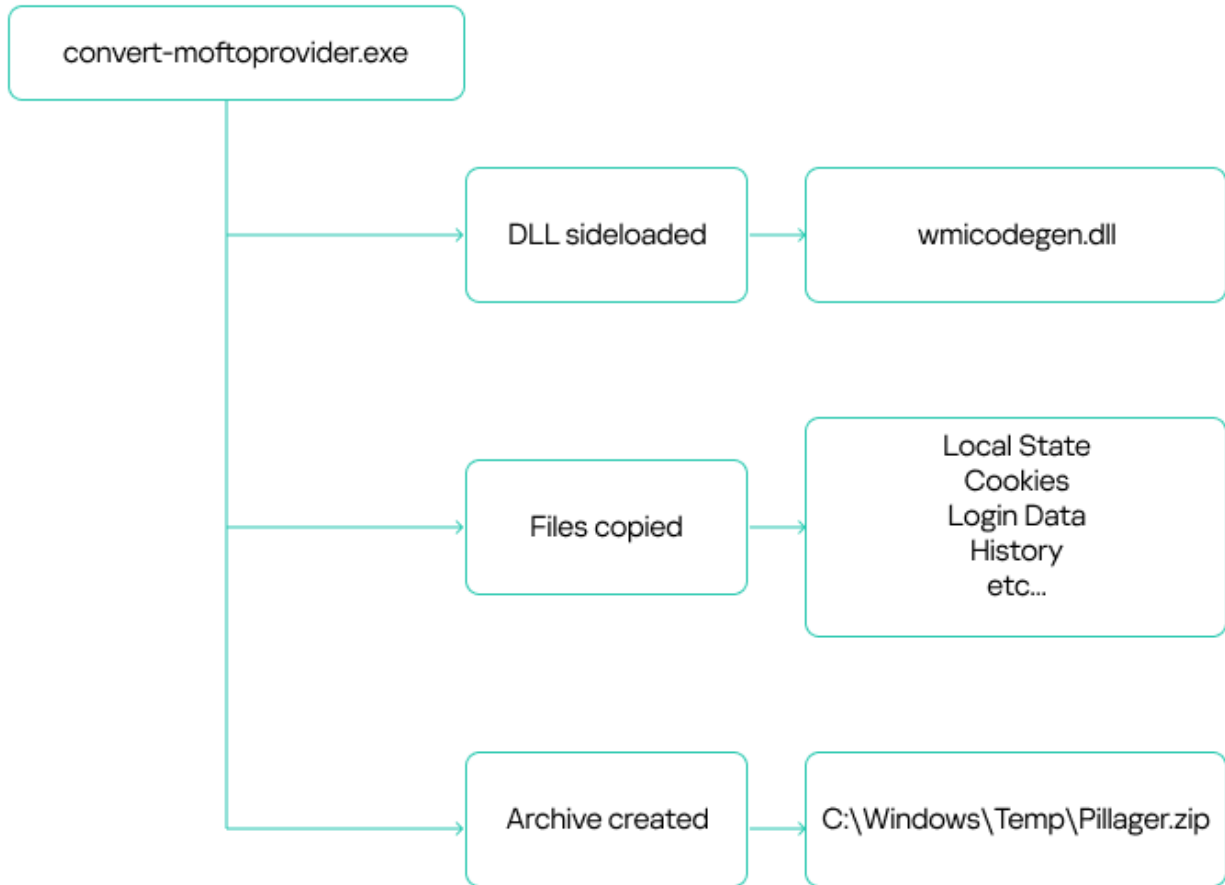 convert-moftoprovider.exe
DLL sideloaded
wmicodegen.dll
Files copied
Local State
Cookies
Login Data
History
etc...
Archive created
C:\Windows\Temp\Pillager.zip